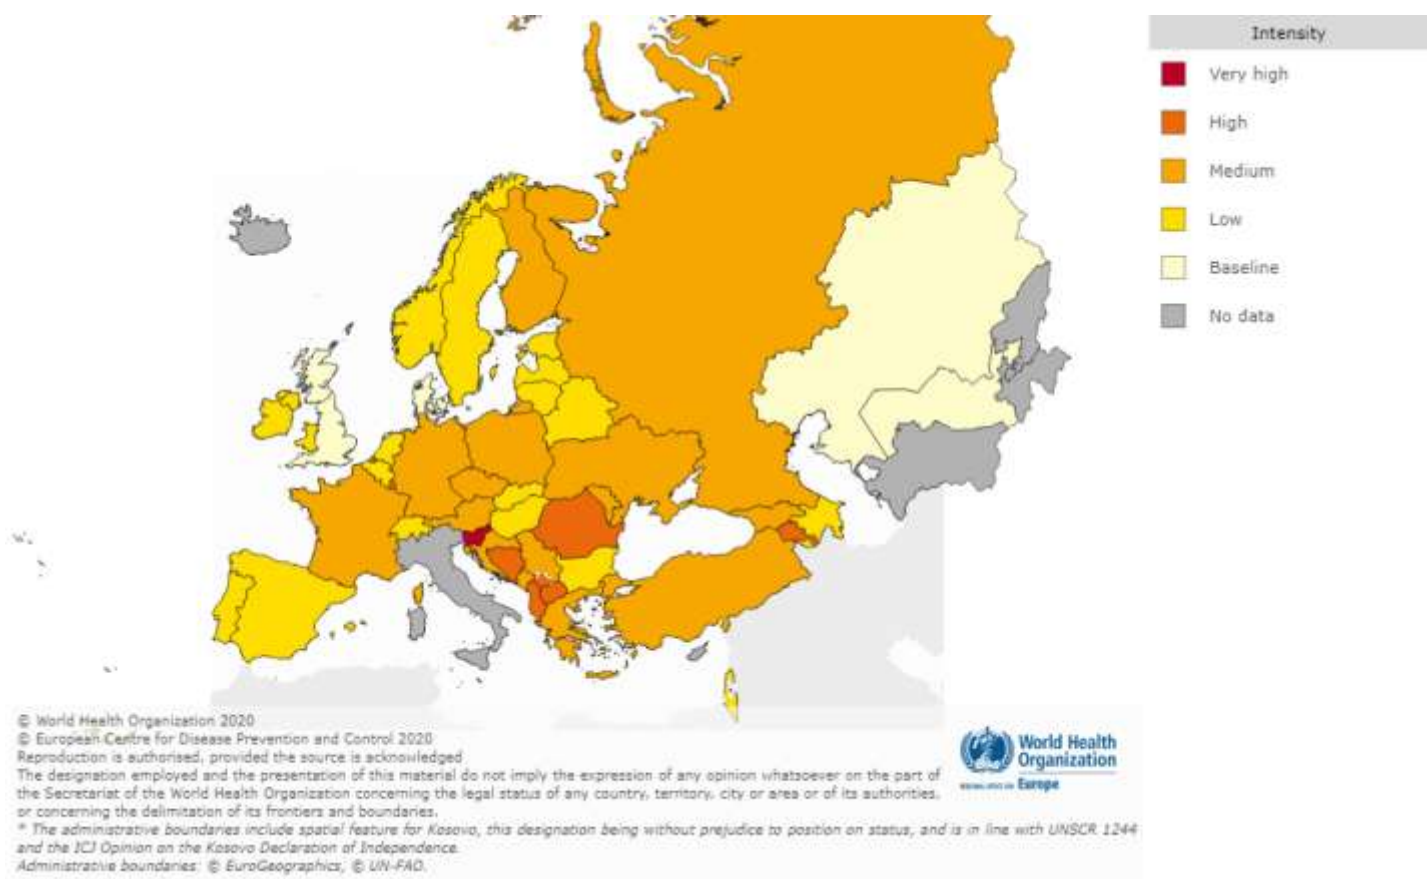 Intensity
Very high
High
Medium
Low
Baseline
No data
© World Health Organization 2020
© European Centre for Disease Prevention and Control 2020
Reproduction is authorised, provided the source is acknowledged
The designation employed and the presentation of this material do not imply the expression of any opinion whatsoever on the part of
the Secretariat of the World Health Organization concerning the legal status of any country, territory, city or area or of its authorities,
or concerning the delimitation of its frontiers and boundaries.
* The administrative boundaries include spatial feature for Kosovo, this designation being without prejudice to position on status, and is in line with UNSCR 1244
and the ICJ Opinion on the Kosovo Declaration of Independence.
Administrative boundaries: © EuroGeographics, © UN-FAO.
World Health
Organization
Europe